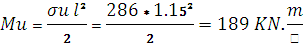 Mu = σu l² / 2 = 286 * 1.15² / 2 = 189 KN. m/□